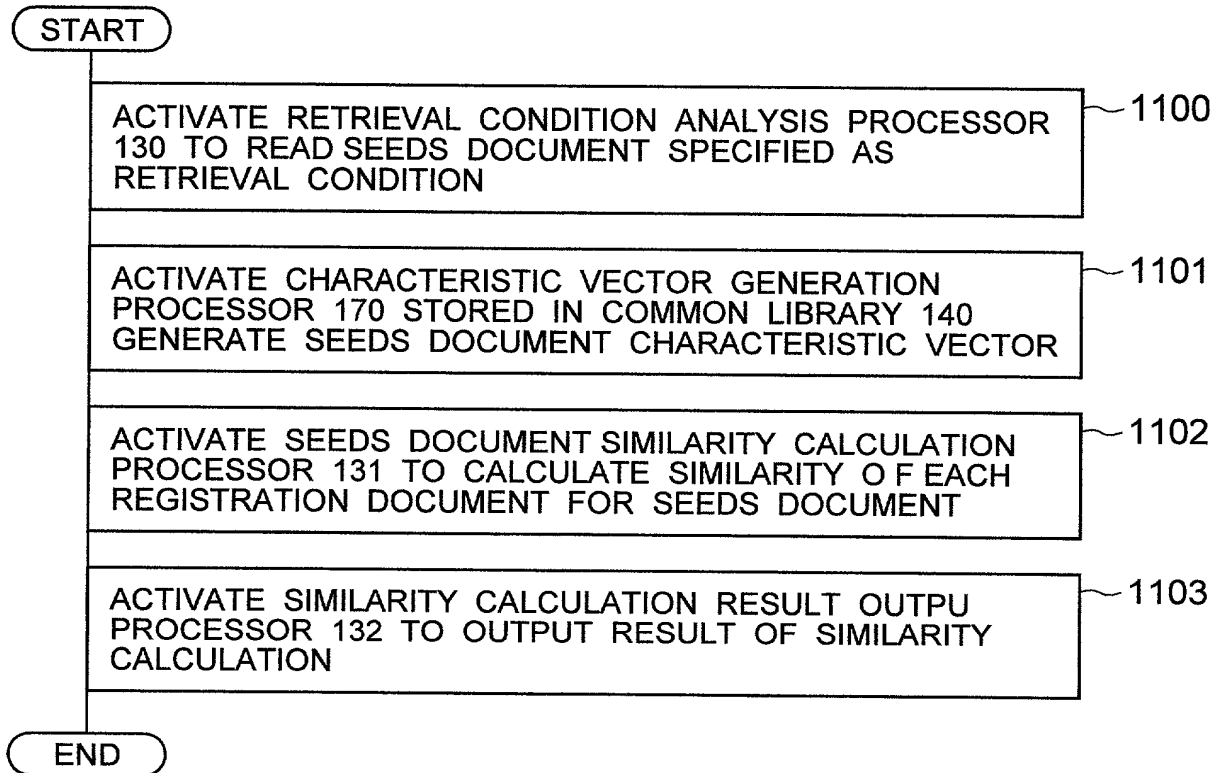 START
ACTIVATE RETRIEVAL CONDITION ANALYSIS PROCESSOR
130 TO READ SEEDS DOCUMENT SPECIFIED AS
RETRIEVAL CONDITION
1100
ACTIVATE CHARACTERISTIC VECTOR GENERATION
PROCESSOR 170 STORED IN COMMON LIBRARY 140
GENERATE SEEDS DOCUMENT CHARACTERISTIC VECTOR
1101
ACTIVATE SEEDS DOCUMENT SIMILARITY CALCULATION
PROCESSOR 131 TO CALCULATE SIMILARITY O F EACH
REGISTRATION DOCUMENT FOR SEEDS DOCUMENT
1102
ACTIVATE SIMILARITY CALCULATION RESULT OUTPU
PROCESSOR 132 TO OUTPUT RESULT OF SIMILARITY
CALCULATION
1103
END